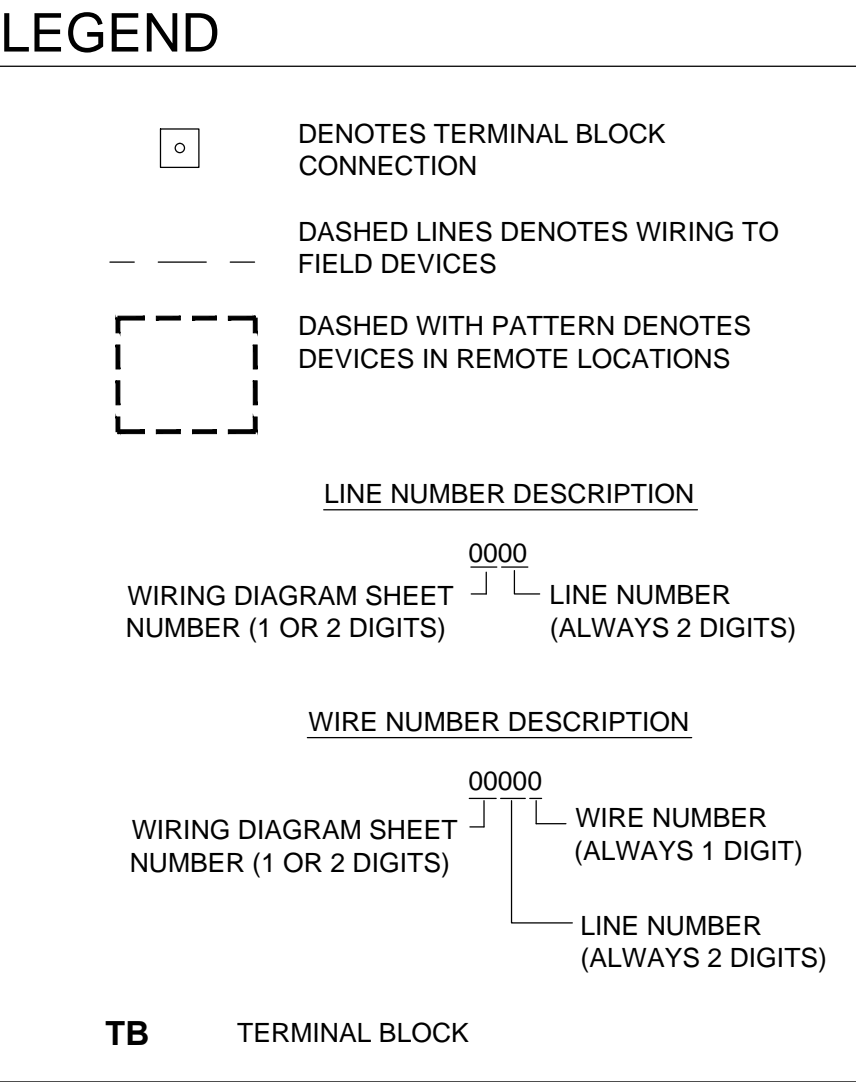 LEGEND
DENOTES TERMINAL BLOCK
CONNECTION
DASHED LINES DENOTES WIRING TO
FIELD DEVICES
DASHED WITH PATTERN DENOTES
DEVICES IN REMOTE LOCATIONS
LINE NUMBER DESCRIPTION
0000
WIRING DIAGRAM SHEET
NUMBER (1 OR 2 DIGITS)
LINE NUMBER
(ALWAYS 2 DIGITS)
WIRE NUMBER DESCRIPTION
00000
WIRING DIAGRAM SHEET
NUMBER (1 OR 2 DIGITS)
WIRE NUMBER
(ALWAYS 1 DIGIT)
LINE NUMBER
(ALWAYS 2 DIGITS)
TB TERMINAL BLOCK